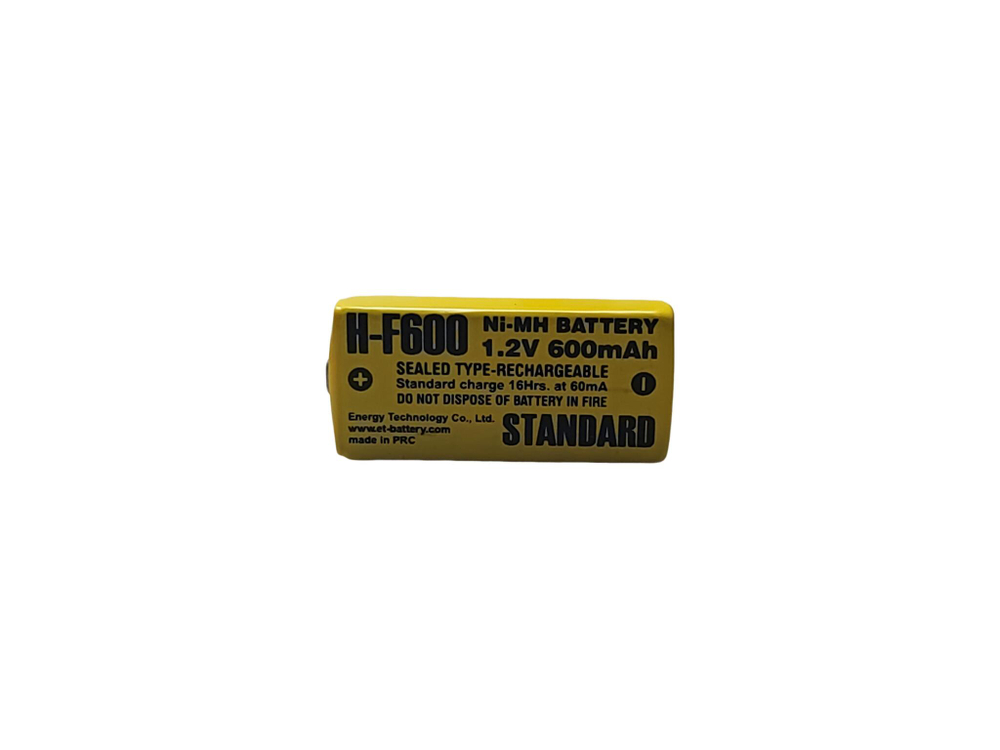 H-F600 Ni-MH BATTERY
1.2V 600mAh
SEALED TYPE-RECHARGEABLE
+ Standard charge 16Hrs. at 60mA
DO NOT DISPOSE OF BATTERY IN FIRE
Energy Technology Co., Ltd.
www.et-battery.com
made in PRC
STANDARD